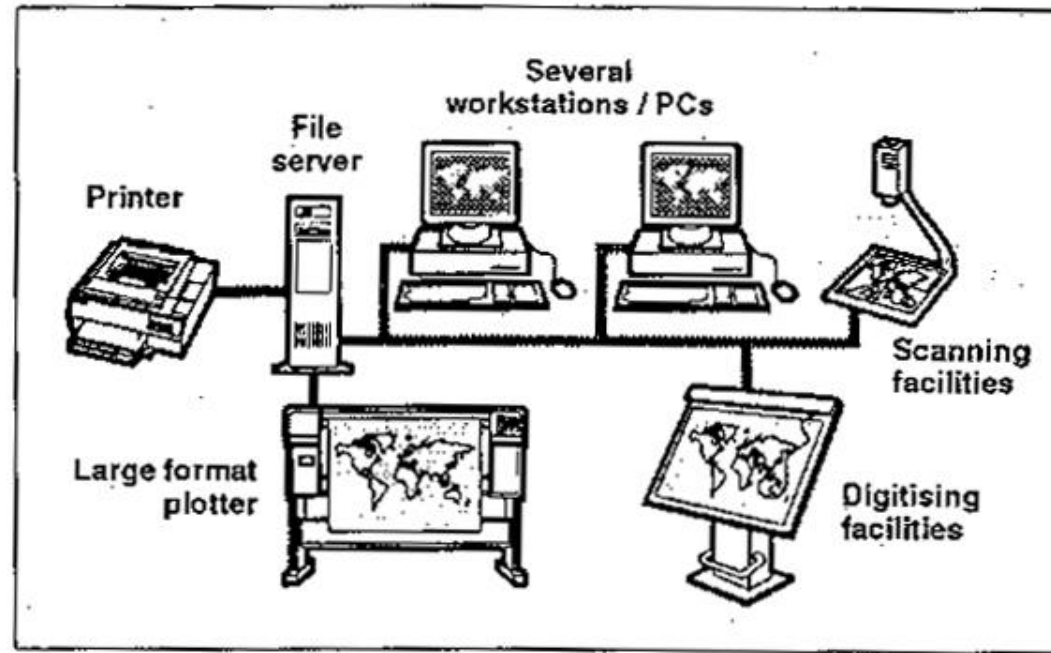 Several
workstations / PCs
File
server
Printer
Scanning
facilities
Large format
plotter
Digitising
facilities